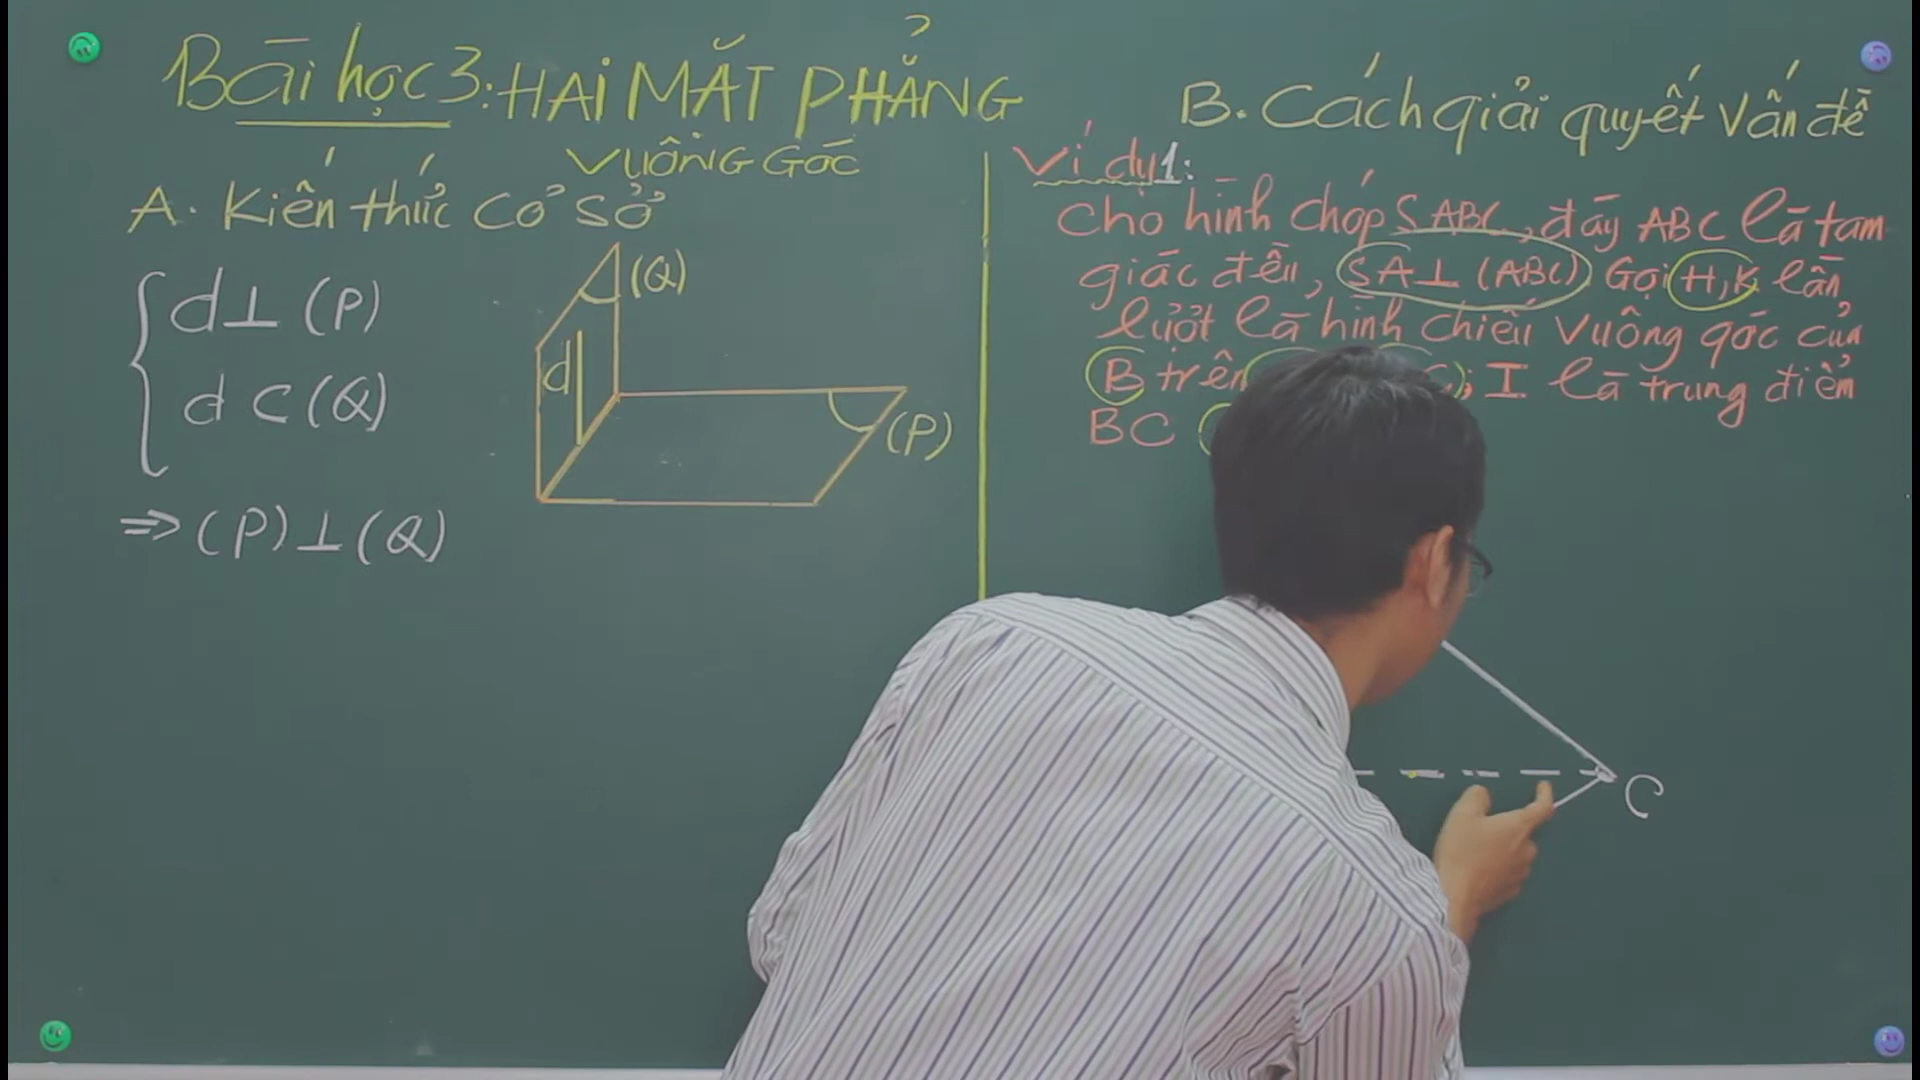 Bài học 3: HAI MẶT PHẲNG
VUÔNG GÓC
A. Kiến thức cơ sở
d ⊥ (P)
d ⊂ (Q)
⇒ (P) ⊥ (Q)
(Q)
d
(P)
B. Cách giải quyết vấn đề
Ví dụ 1:
Cho hình chóp SABC, đáy ABC là tam
giác đều, SA ⊥ (ABC) Gọi H, K lần
lượt là hình chiếu vuông góc của
B trên ; I là trung điểm
BC
C